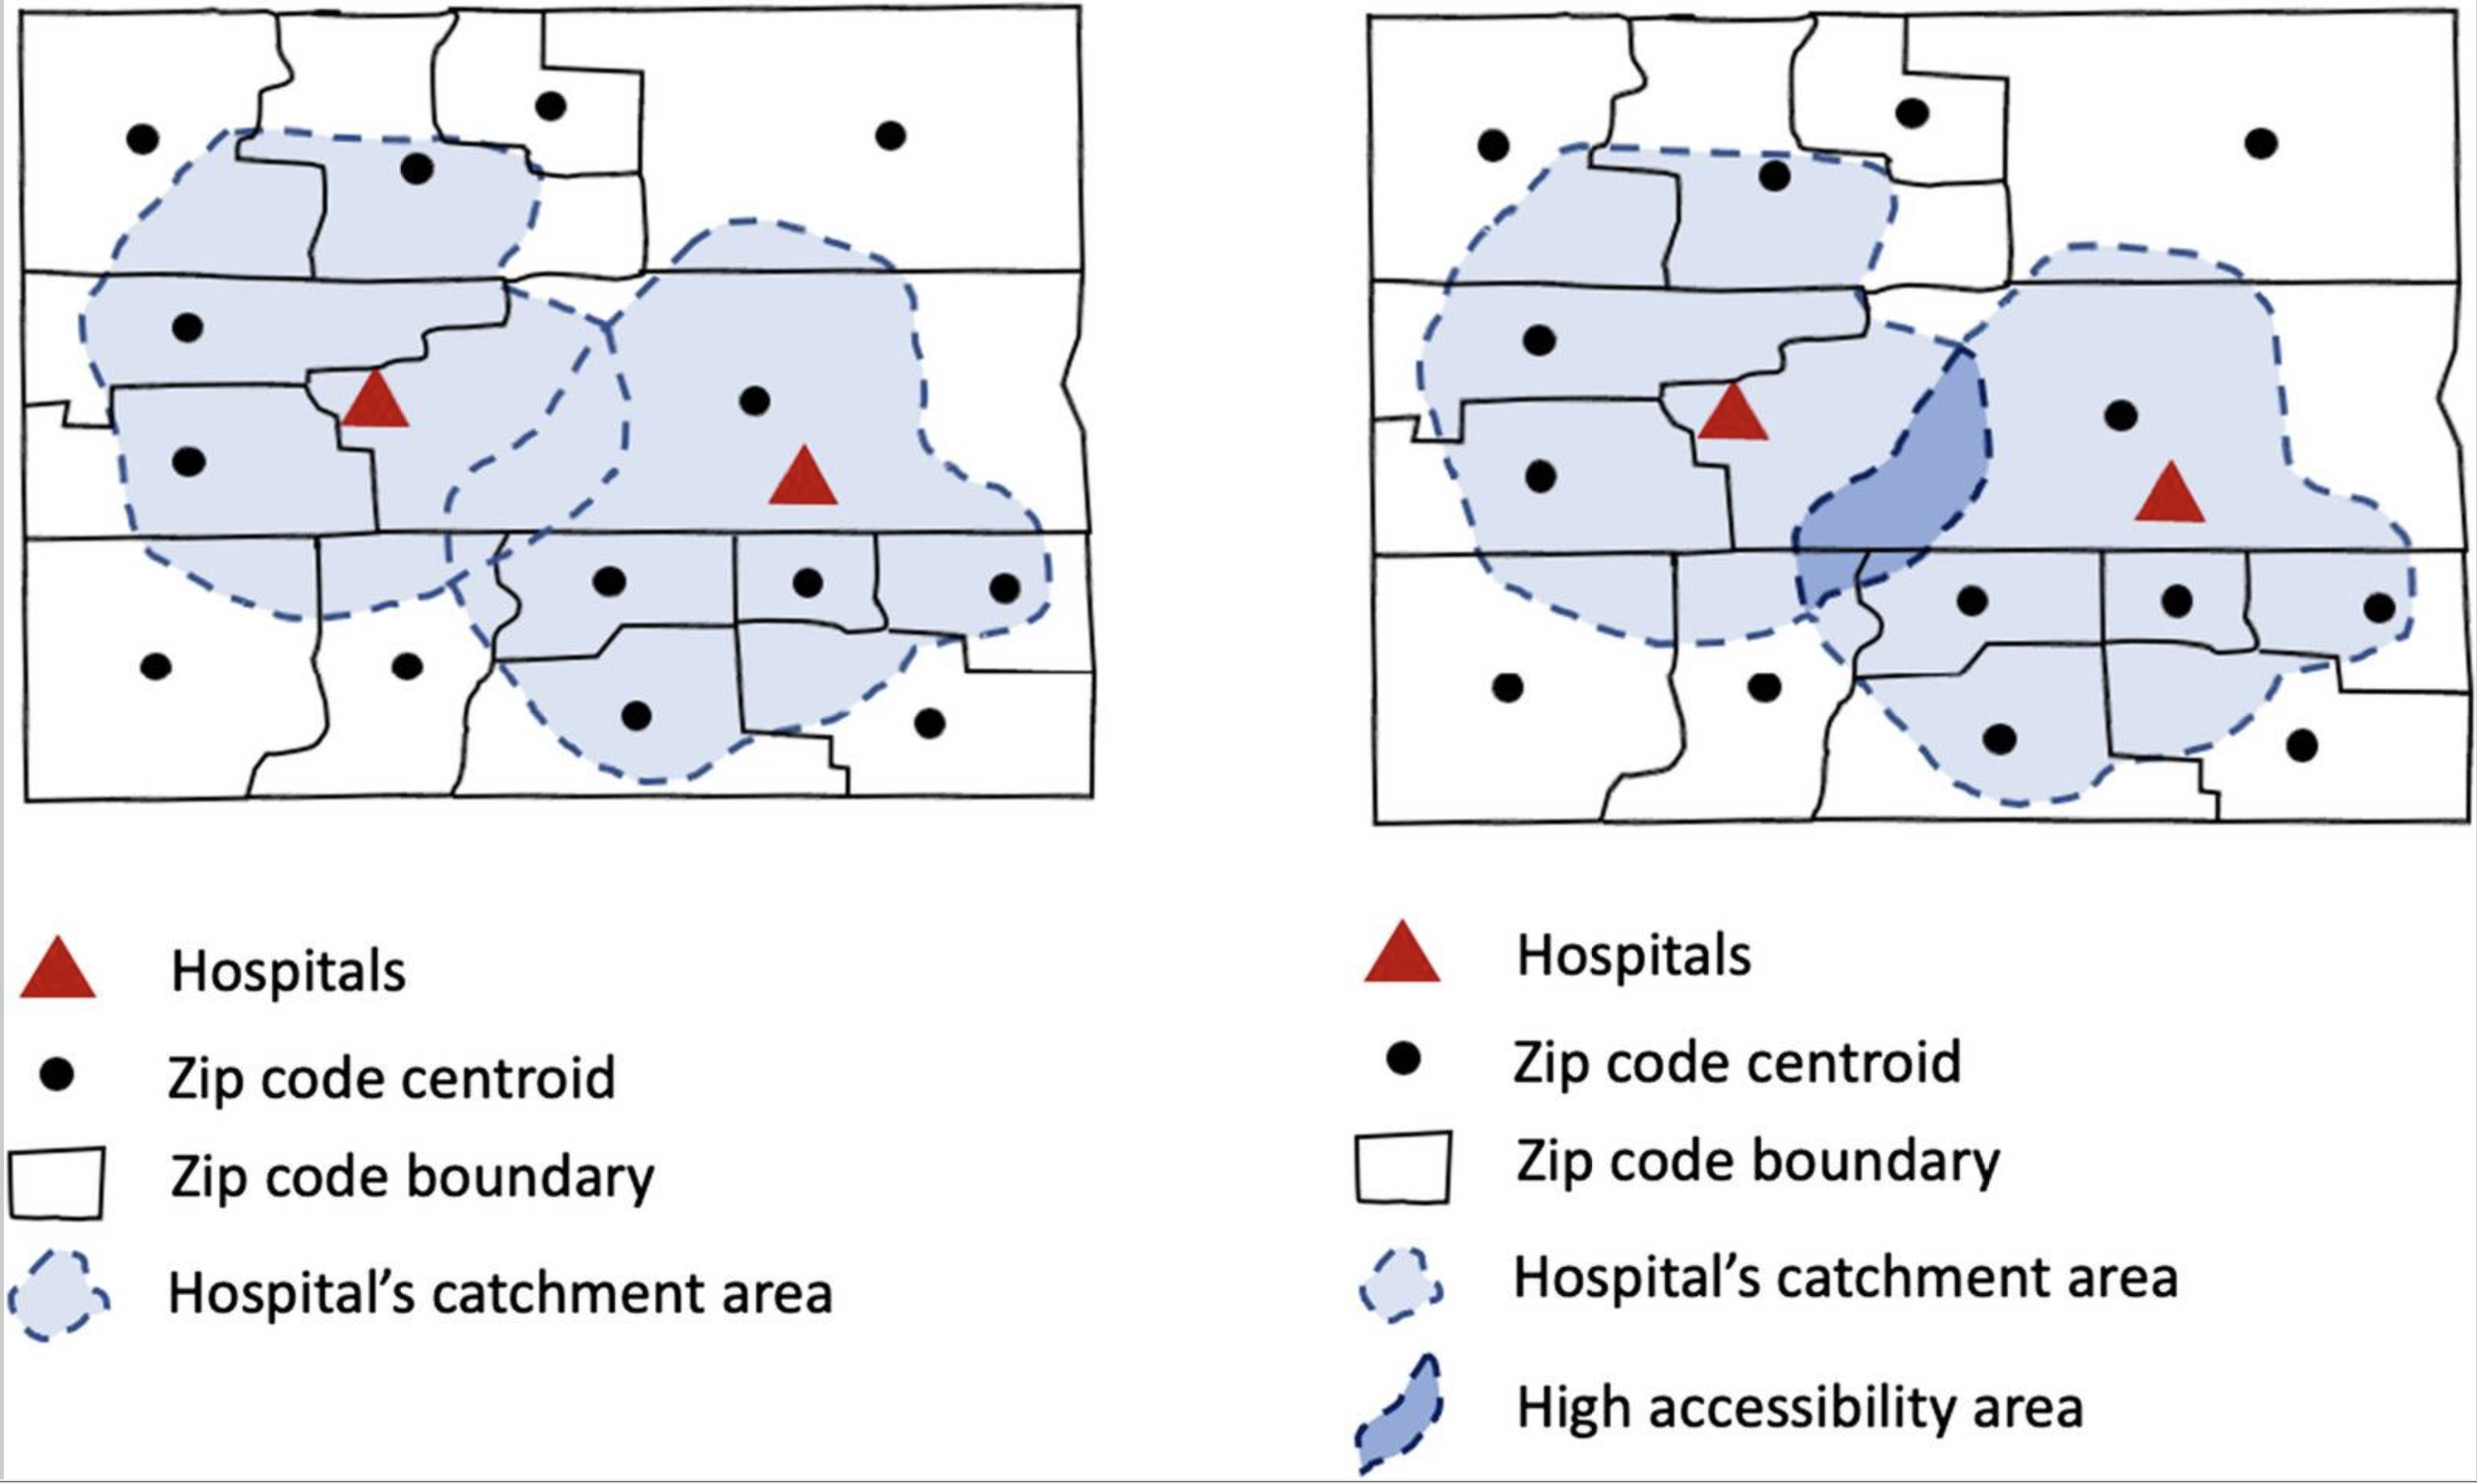 Hospitals
Zip code centroid
Zip code boundary
Hospital’s catchment area
Hospitals
Zip code centroid
Zip code boundary
Hospital’s catchment area
High accessibility area